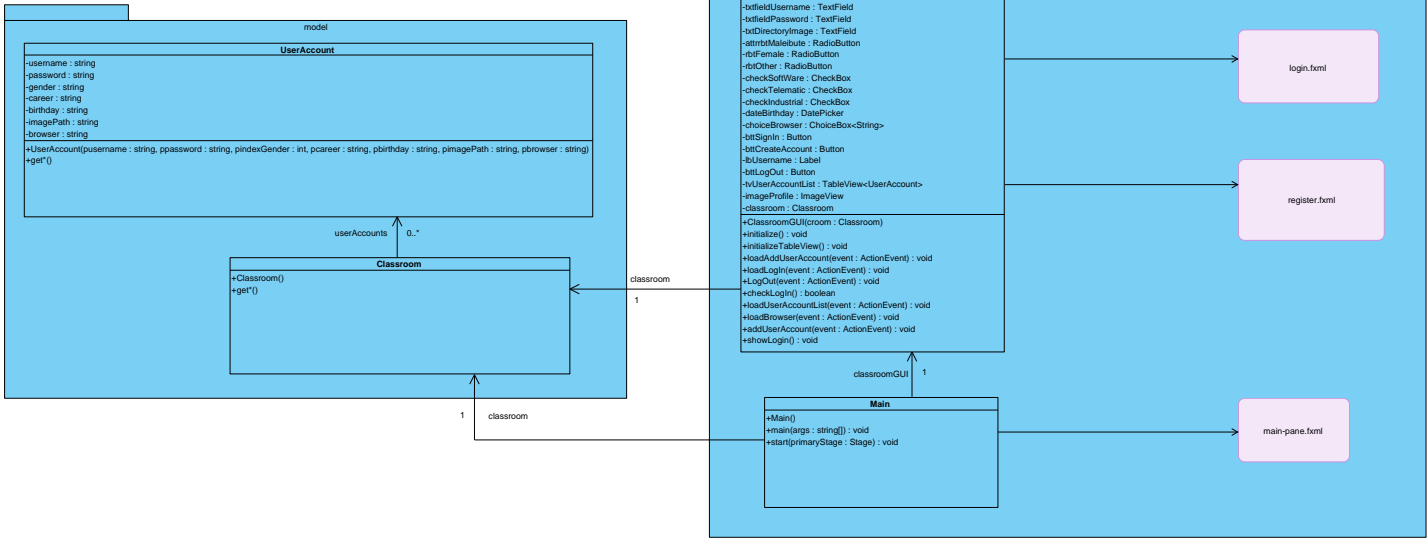 model
UserAccount
-username : string
-password : string
-gender : string
-career : string
-birthday : string
-imagePath : string
-browser : string
+UserAccount(pusername : string, ppassword : string, pindexGender : int, pcareer : string, pbirthday : string, pimagePath : string, pbrowser : string)
+get*()
userAccounts
0..*
Classroom
+Classroom()
+get*()
classroom
1
1
classroom
-txtfieldUsername : TextField
-txtfieldPassword : TextField
-txtDirectoryImage : TextField
-attrrbtMaleibute : RadioButton
-rbtFemale : RadioButton
-rbtOther : RadioButton
-checkSoftWare : CheckBox
-checkTelematic : CheckBox
-checkIndustrial : CheckBox
-dateBirthday : DatePicker
-choiceBrowser : ChoiceBox<String>
-bttSignIn : Button
-bttCreateAccount : Button
-lbUsername : Label
-bttLogOut : Button
-tvUserAccountList : TableView<UserAccount>
-imageProfile : ImageView
-classroom : Classroom
+ClassroomGUI(croom : Classroom)
+initialize() : void
+initializeTableView() : void
+loadAddUserAccount(event : ActionEvent) : void
+loadLogIn(event : ActionEvent) : void
+LogOut(event : ActionEvent) : void
+checkLogIn() : boolean
+loadUserAccountList(event : ActionEvent) : void
+loadBrowser(event : ActionEvent) : void
+addUserAccount(event : ActionEvent) : void
+showLogin() : void
classroomGUI
1
Main
+Main()
+main(args : string[]) : void
+start(primaryStage : Stage) : void
login.fxml
register.fxml
main-pane.fxml